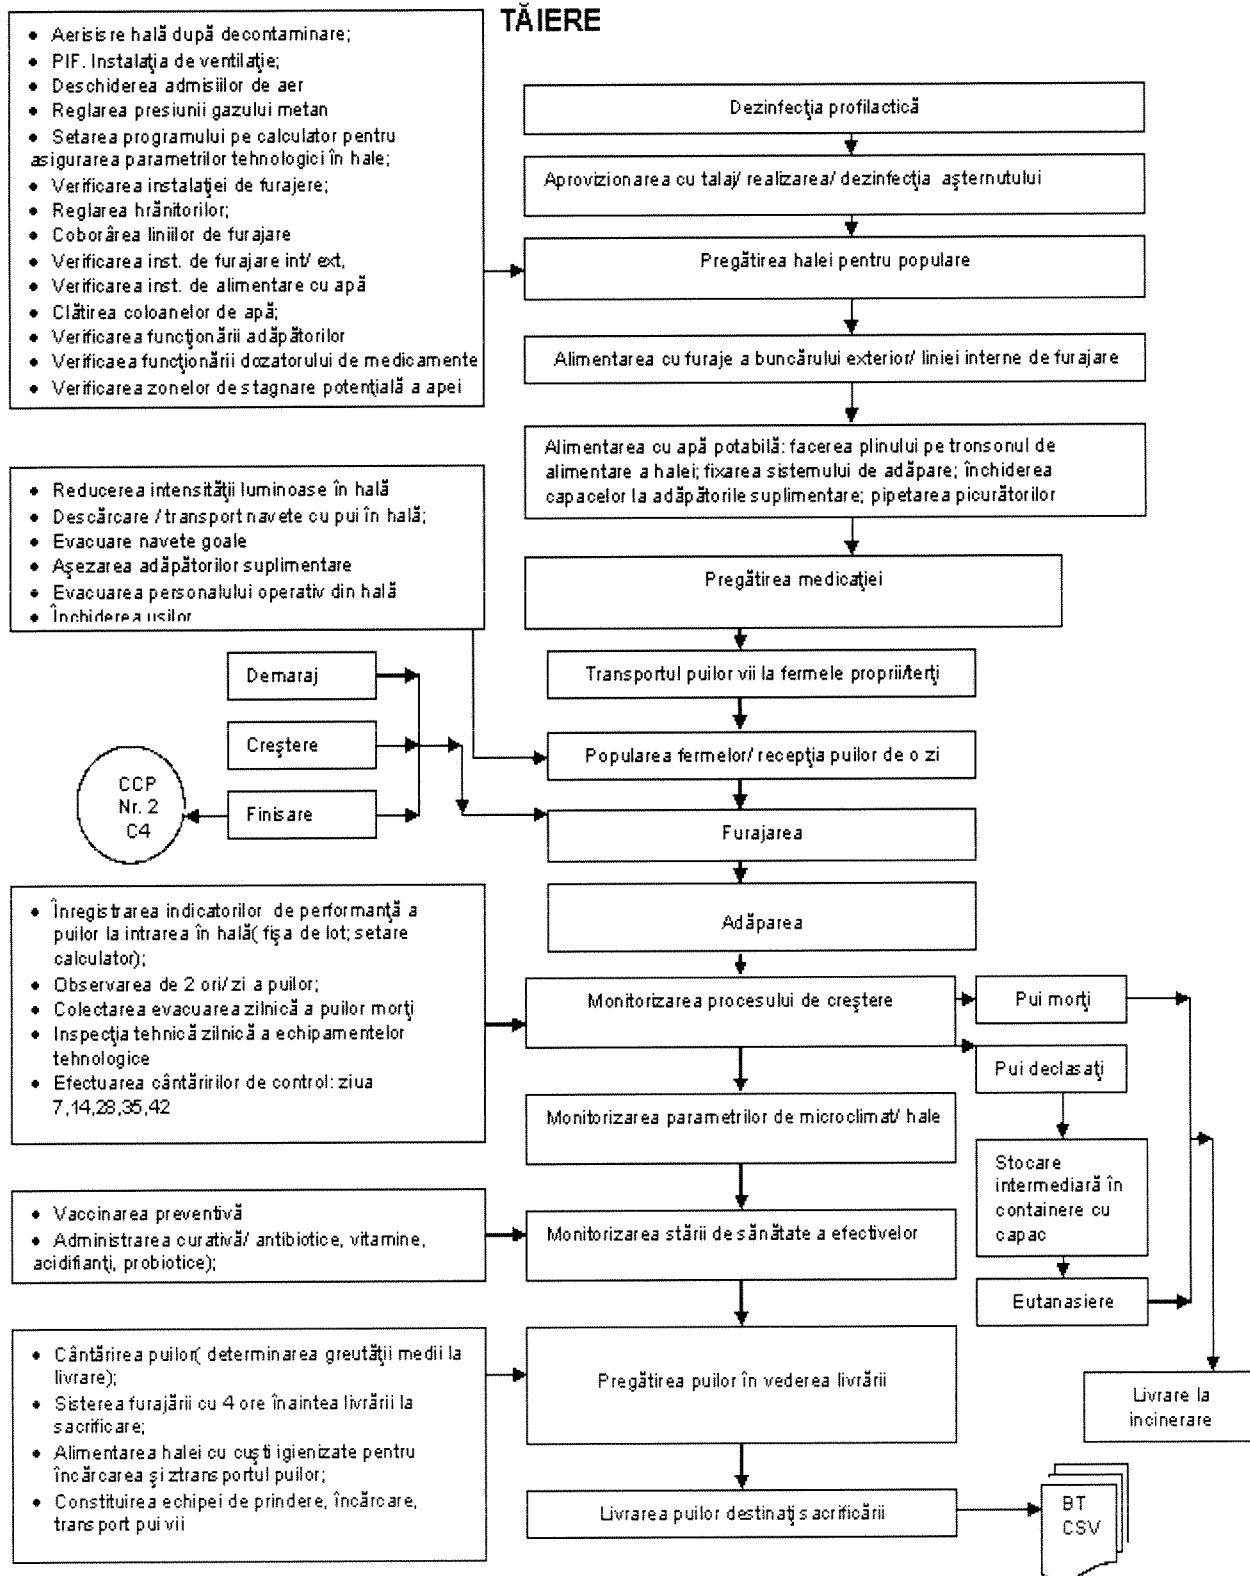 TĂIERE
• Aerisisre hală după decontaminare;
• PIF. Instalaţia de ventilaţie;
• Deschiderea admisiilor de aer
• Reglarea presiunii gazului metan
• Setarea programului pe calculator pentru
asigurarea parametrilor tehnologici în hale;
• Verificarea instalaţiei de furajere;
• Reglarea hrănitorilor;
• Coborârea liniilor de furajare
• Verificarea inst. de furajare int/ ext,
• Verificarea inst. de alimentare cu apă
• Clătirea coloanelor de apă;
• Verificarea funcţionării adăpătorilor
• Verificaea funcţionării dozatorului de medicamente
• Verificarea zonelor de stagnare potenţială a apei
Dezinfecţia profilactică
Aprovizionarea cu talaj/ realizarea/ dezinfecţia aşternutului
Pregătirea halei pentru populare
Alimentarea cu furaje a buncărului exterior/ liniei interne de furajare
Alimentarea cu apă potabilă: facerea plinului pe tronsonul de
alimentare a halei; fixarea sistemului de adăpare; închiderea
capacelor la adăpătorile suplimentare; pipetarea picurătorilor
• Reducerea intensităţii luminoase în hală
• Descărcare / transport navete cu pui în hală;
• Evacuare navete goale
• Aşezarea adăpătorilor suplimentare
• Evacuarea personalului operativ din hală
• Închiderea uşilor
Pregătirea medicaţiei
Transportul puilor vii la fermele proprii/terţi
Demaraj
Creştere
Finisare
CCP
Nr. 2
C4
Popularea fermelor/ recepţia puilor de o zi
Furajarea
Adăparea
• Înregistrarea indicatorilor de performanţă a
puilor la intrarea în hală( fişa de lot; setare
calculator);
• Observarea de 2 ori/ zi a puilor;
• Colectarea evacuarea zilnică a puilor morţi
• Inspecţia tehnică zilnică a echipamentelor
tehnologice
• Efectuarea cântăririlor de control: ziua
7,14,28,35,42
Monitorizarea procesului de creştere
Pui morţi
Pui declasaţi
Monitorizarea parametrilor de microclimat/ hale
Stocare
intermediară în
containere cu
capac
• Vaccinarea preventivă
• Administrarea curativă/ antibiotice, vitamine,
acidifianţi, probiotice);
Monitorizarea stării de sănătate a efectivelor
Eutanasiere
• Cântărirea puilor( determinarea greutăţii medii la
livrare);
• Sisterea furajării cu 4 ore înaintea livrării la
sacrificare;
• Alimentarea halei cu cuşti igienizate pentru
încărcarea şi ztransportul puilor;
• Constituirea echipei de prindere, încărcare,
transport pui vii
Pregătirea puilor în vederea livrării
Livrare la
incinerare
Livrarea puilor destinaţi sacrificării
BT
CSV